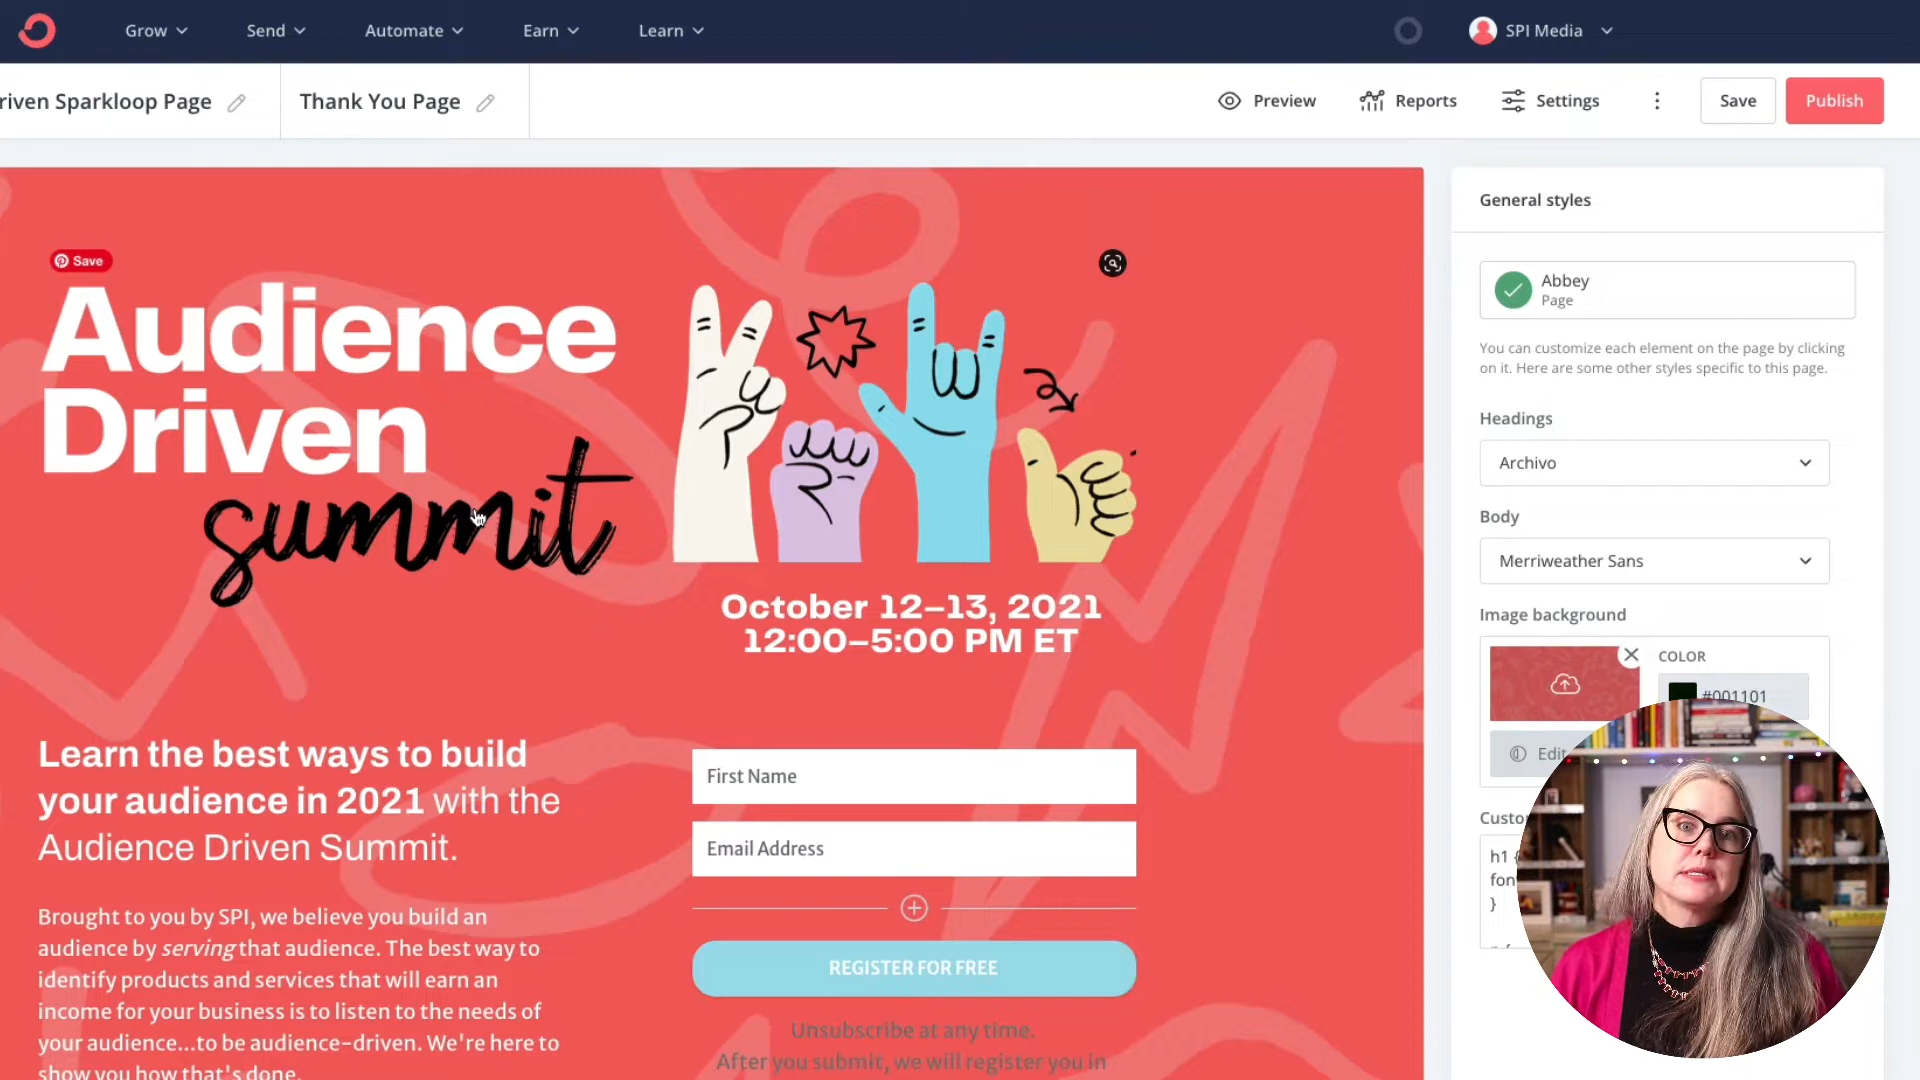 Grow
Send
Automate
Earn
Learn
SPI Media
riven Sparkloop Page
Thank You Page
Preview
Reports
Settings
Save
Publish
Save
Audience
Driven
summit
October 12–13, 2021
12:00–5:00 PM ET
Learn the best ways to build
your audience in 2021 with the
Audience Driven Summit.
Brought to you by SPI, we believe you build an
audience by serving that audience. The best way to
identify products and services that will earn an
income for your business is to listen to the needs of
your audience...to be audience-driven. We're here to
show you how that's done.
First Name
Email Address
REGISTER FOR FREE
Unsubscribe at any time.
After you submit, we will register you in
General styles
Abbey
Page
You can customize each element on the page by clicking
on it. Here are some other styles specific to this page.
Headings
Archivo
Body
Merriweather Sans
Image background
COLOR
#001101
Edit
Custo
h1 {
fon
}